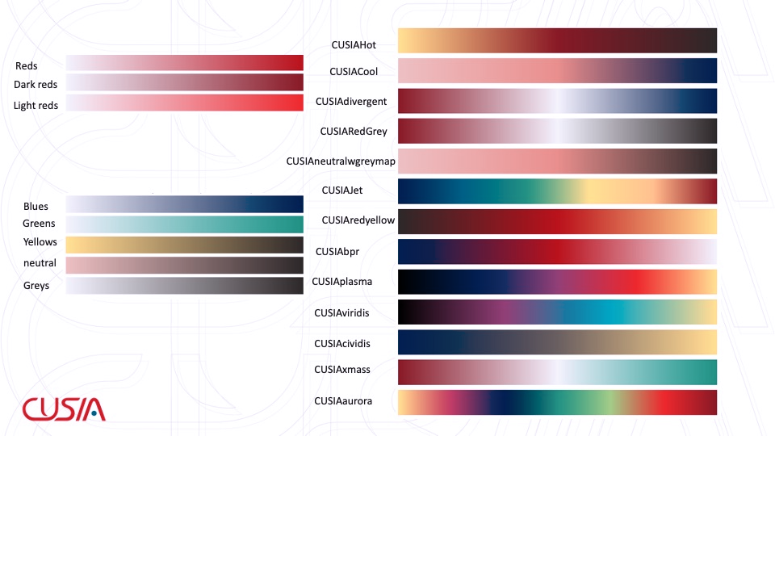 Reds
Dark reds
Light reds
Blues
Greens
Yellows
neutral
Greys
CUSIAHot
CUSIACool
CUSIAdivergent
CUSIARedGrey
CUSIAneutralwgreymap
CUSIAJet
CUSIAredyellow
CUSIAbpr
CUSIAplasma
CUSIAviridis
CUSIAcividis
CUSIAxmass
CUSIAaurora
CUSIA